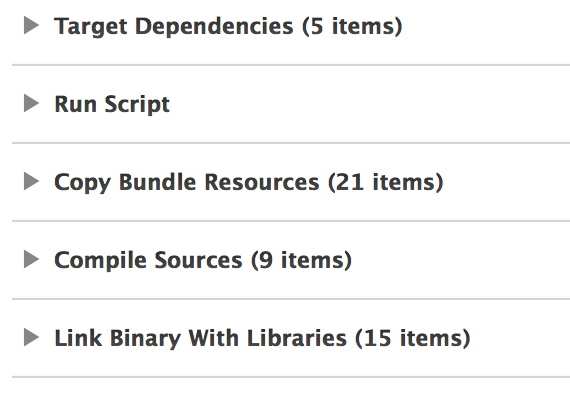 Target Dependencies (5 items)
Run Script
Copy Bundle Resources (21 items)
Compile Sources (9 items)
Link Binary With Libraries (15 items)